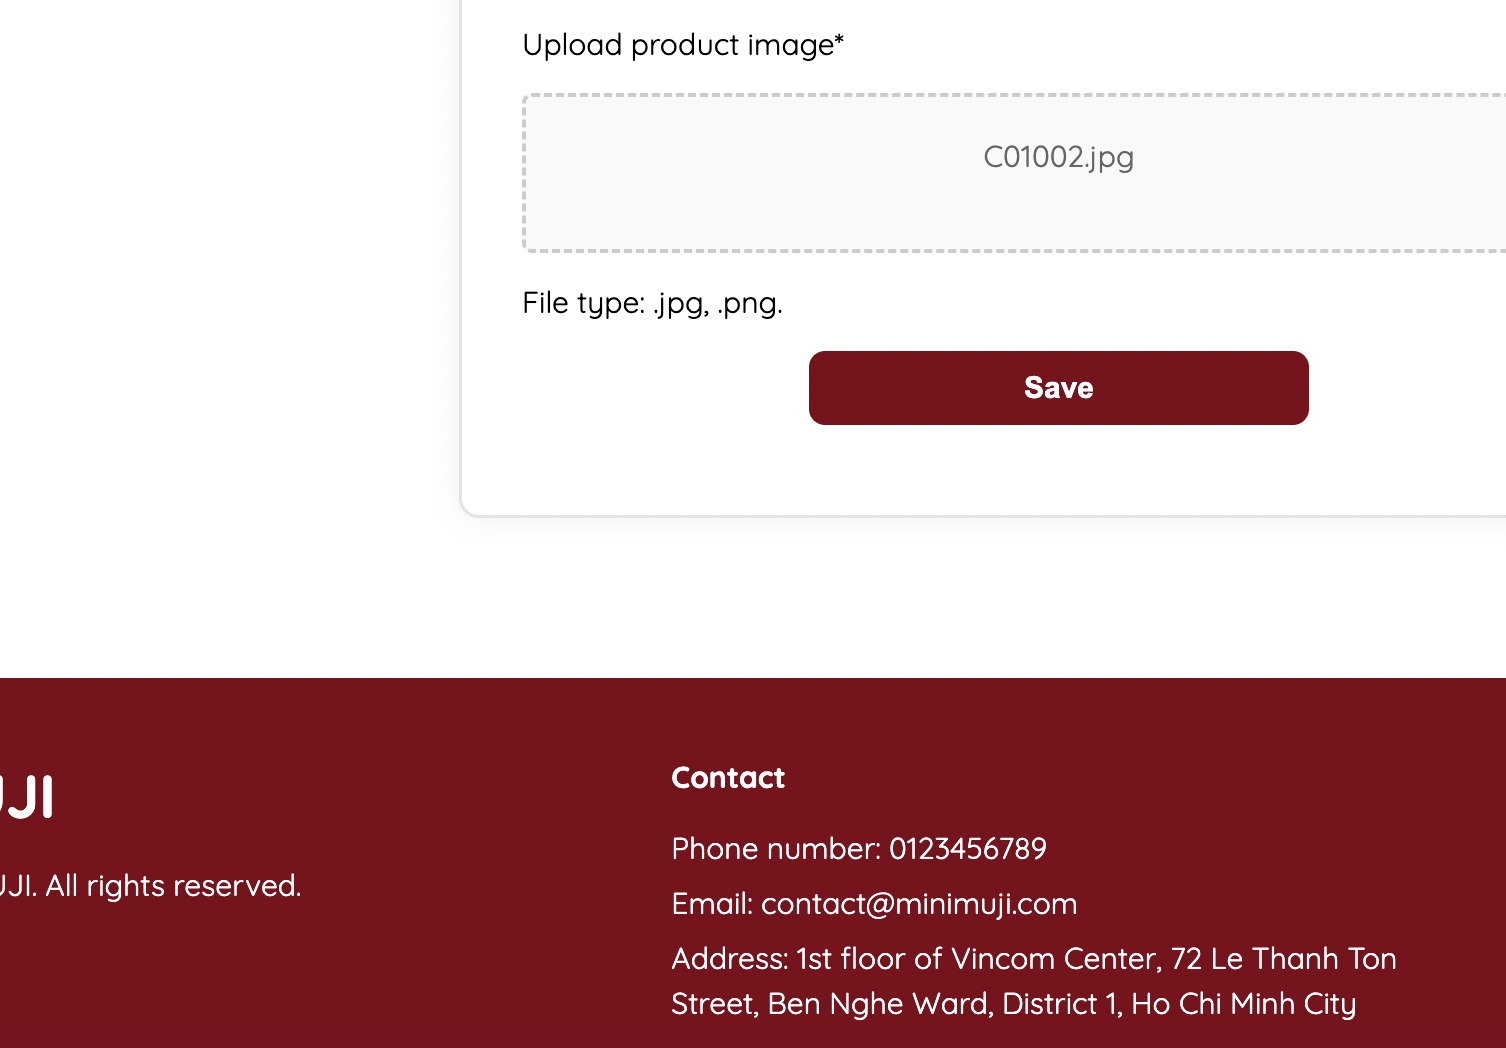 Upload product image*
C01002.jpg
File type: .jpg, .png.
Save
UJI
UJI. All rights reserved.
Contact
Phone number: 0123456789
Email: contact@minimuji.com
Address: 1st floor of Vincom Center, 72 Le Thanh Ton
Street, Ben Nghe Ward, District 1, Ho Chi Minh City